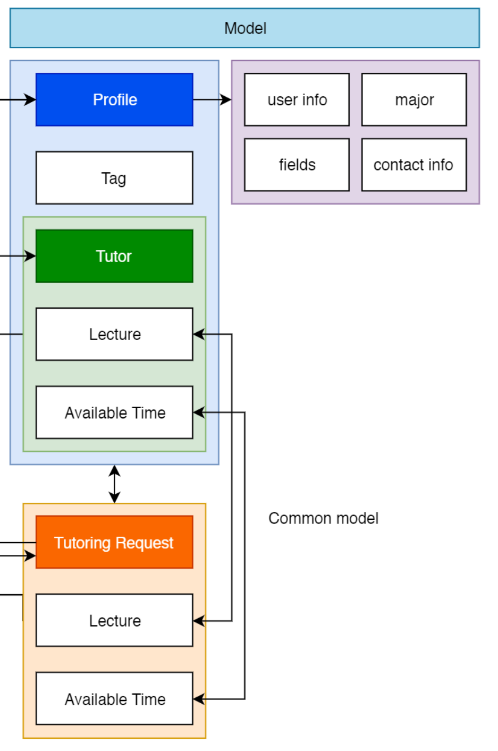 Model
Profile
user info
major
fields
contact info
Tag
Tutor
Lecture
Available Time
Common model
Tutoring Request
Lecture
Available Time